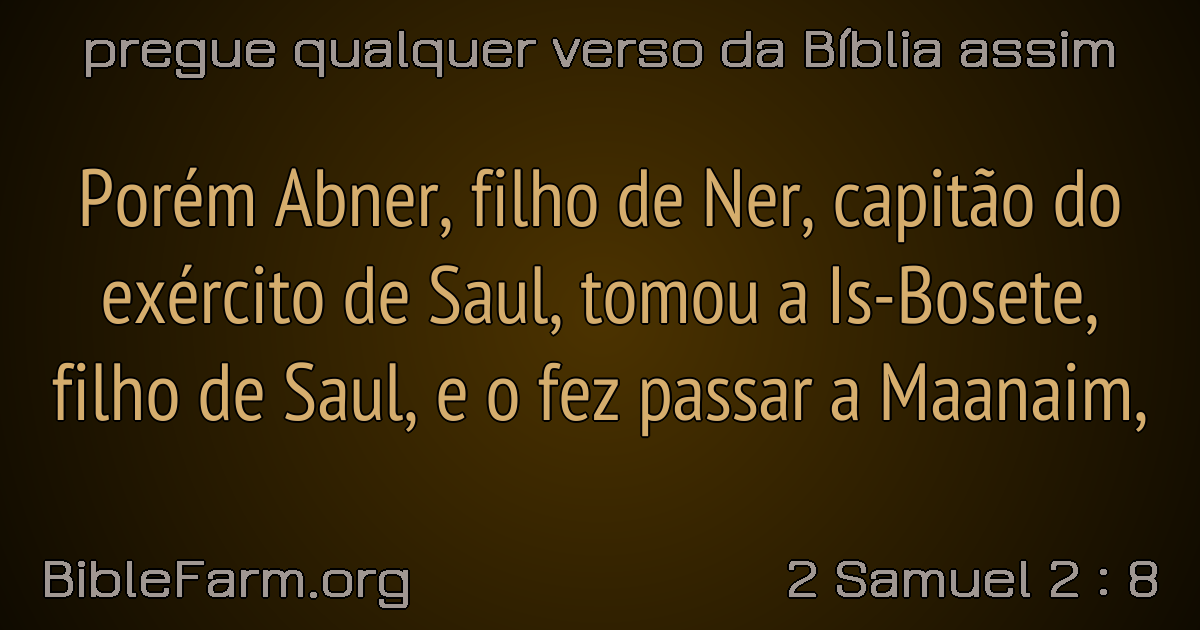 pregue qualquer verso da Bíblia assim
Porém Abner, filho de Ner, capitão do
exército de Saul, tomou a Is-Bosete,
filho de Saul, e o fez passar a Maanaim,
BibleFarm.org
2 Samuel 2 : 8